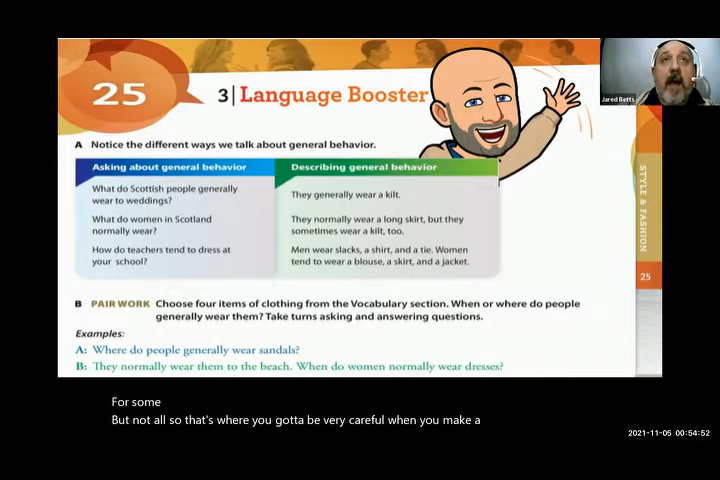 25
3 | Language Booster
Jared Betts
A Notice the different ways we talk about general behavior.
Asking about general behavior
Describing general behavior
What do Scottish people generally
wear to weddings?
They generally wear a kilt.
What do women in Scotland
normally wear?
They normally wear a long skirt, but they
sometimes wear a kilt, too.
How do teachers tend to dress at
your school?
Men wear slacks, a shirt, and a tie. Women
tend to wear a blouse, a skirt, and a jacket.
STYLE & FASHION
25
B PAIR WORK Choose four items of clothing from the Vocabulary section. When or where do people
generally wear them? Take turns asking and answering questions.
Examples:
A: Where do people generally wear sandals?
B: They normally wear them to the beach. When do women normally wear dresses?
For some
But not all so that's where you gotta be very careful when you make a
2021-11-05 00:54:52